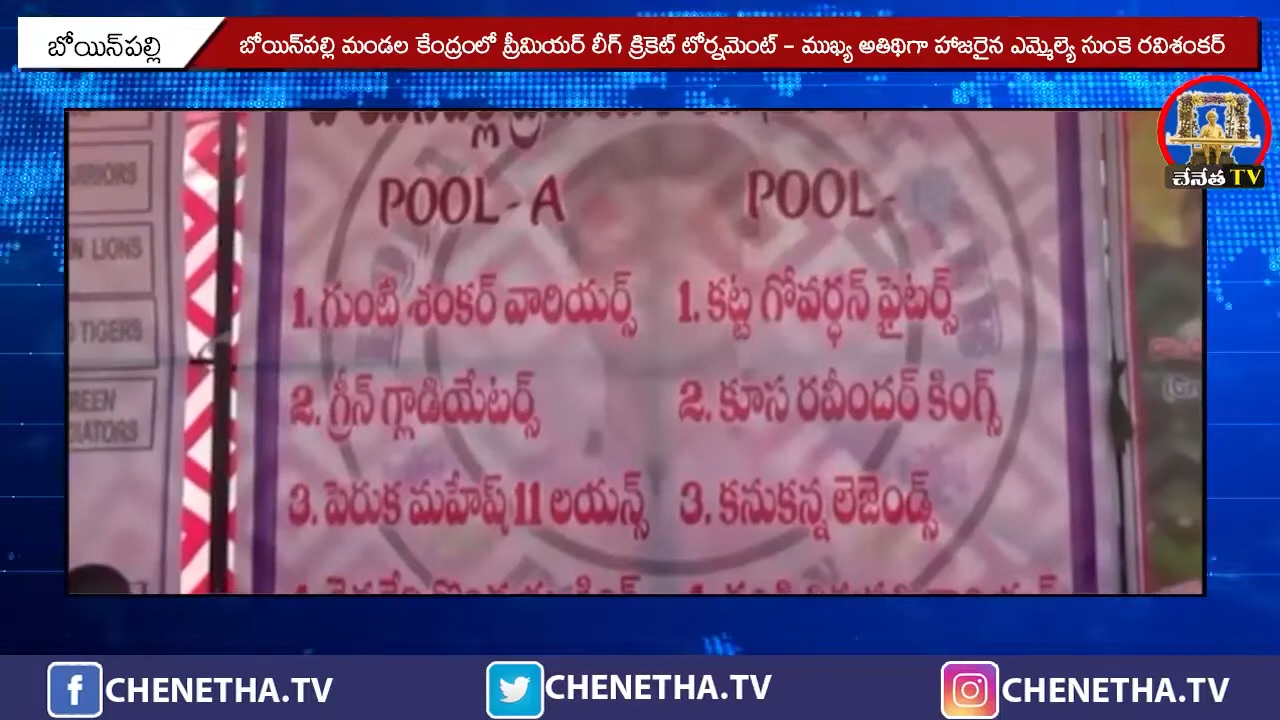 బోయిన్‌పల్లి
బోయిన్‌పల్లి మండల కేంద్రంలో ప్రీమియర్ లీగ్ క్రికెట్ టోర్నమెంట్ - ముఖ్య అతిథిగా హాజరైన ఎమ్మెల్యె సుంకె రవిశంకర్
చేనేత TV
POOL - A
1. గుంటి శంకర్ వారియర్స్
2. గ్రీన్ గ్లాడియేటర్స్
3. పెరుక మహేష్ 11 లయన్స్
POOL-
1. కట్ట గోవర్ధన్ ఫైటర్స్
2. కూస రవీందర్ కింగ్స్
3. కనుకన్న లెజెండ్స్
LIONS
TIGERS
CHENETHA.TV
CHENETHA.TV
CHENETHA.TV